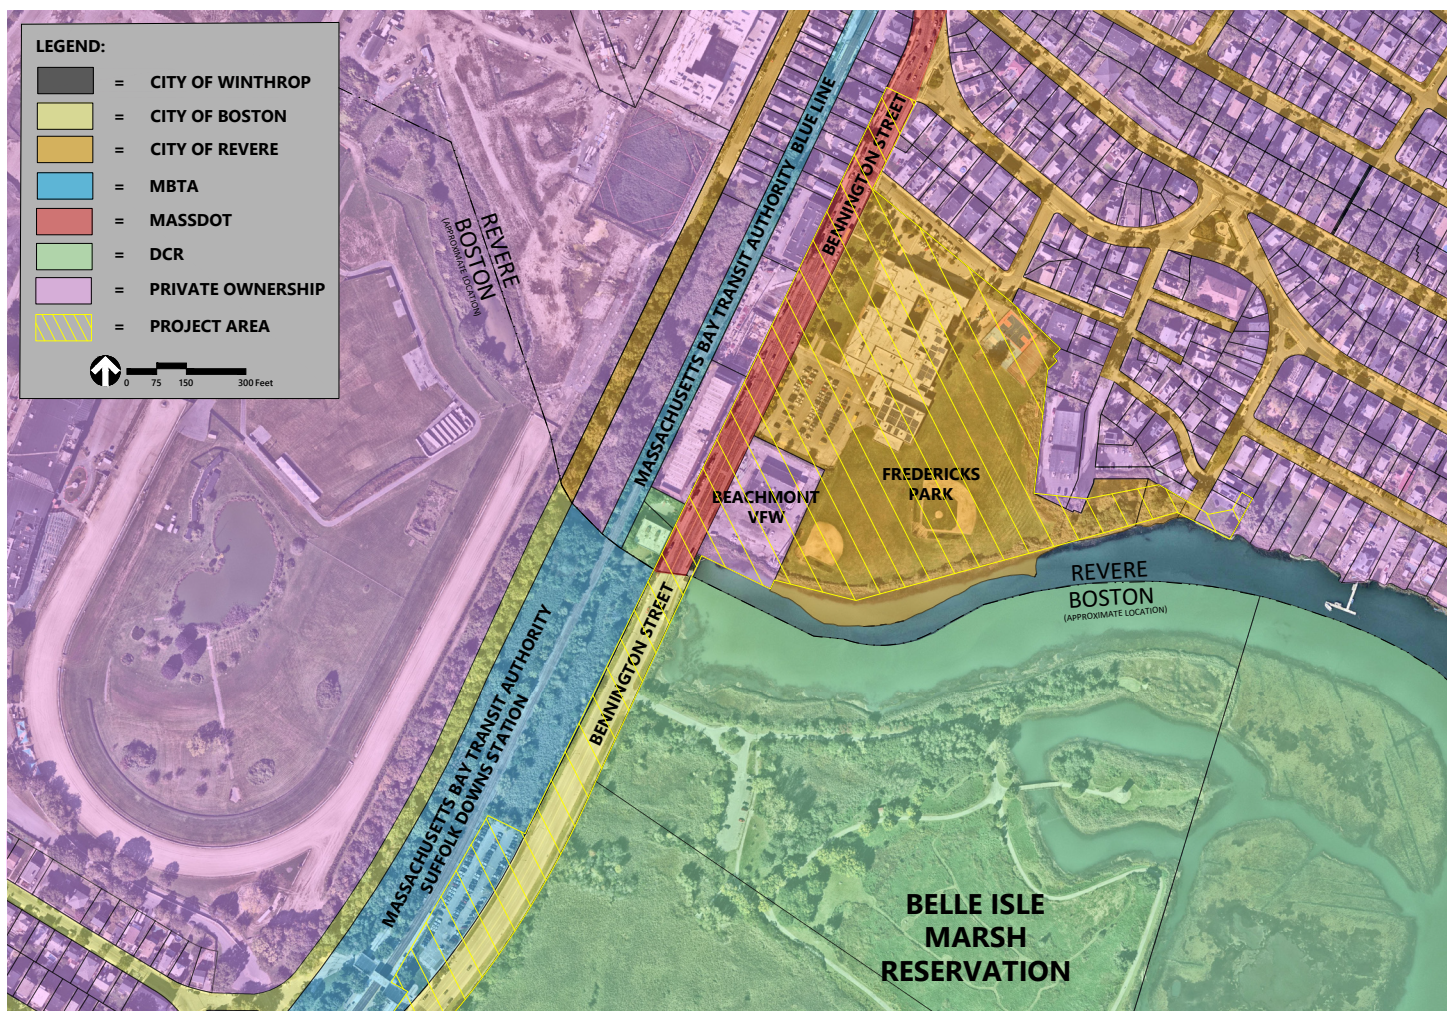 LEGEND:
= CITY OF WINTHROP
= CITY OF BOSTON
= CITY OF REVERE
= MBTA
= MASSDOT
= DCR
= PRIVATE OWNERSHIP
= PROJECT AREA
0 75 150 300 Feet
REVERE
BOSTON
(APPROXIMATE LOCATION)
MASSACHUSETTS BAY TRANSIT AUTHORITY BLUE LINE
BENNINGTON STREET
FREDERICKS
PARK
BEACHMONT
VFW
REVERE
BOSTON
(APPROXIMATE LOCATION)
BENNINGTON STREET
MASSACHUSETTS BAY TRANSIT AUTHORITY
SUFFOLK DOWNS STATION
BELLE ISLE
MARSH
RESERVATION